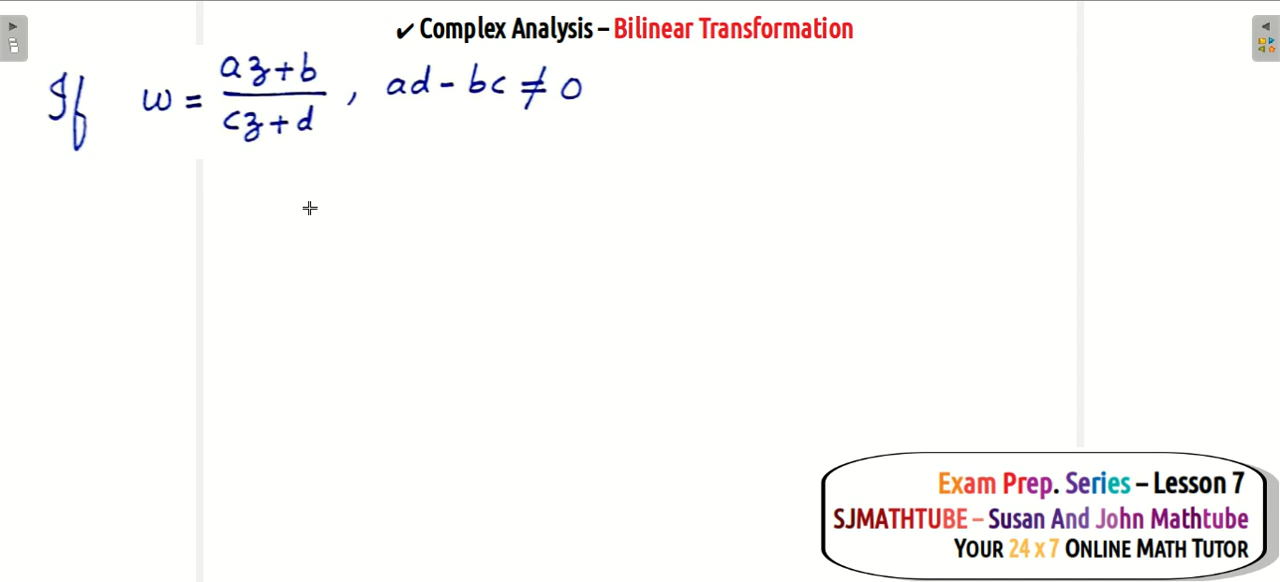 ✔ Complex Analysis – Bilinear Transformation
If w = az+b / cz+d , ad - bc ≠ 0
Exam Prep. Series – Lesson 7
SJMATHTUBE – Susan And John Mathtube
YOUR 24 x 7 ONLINE MATH TUTOR